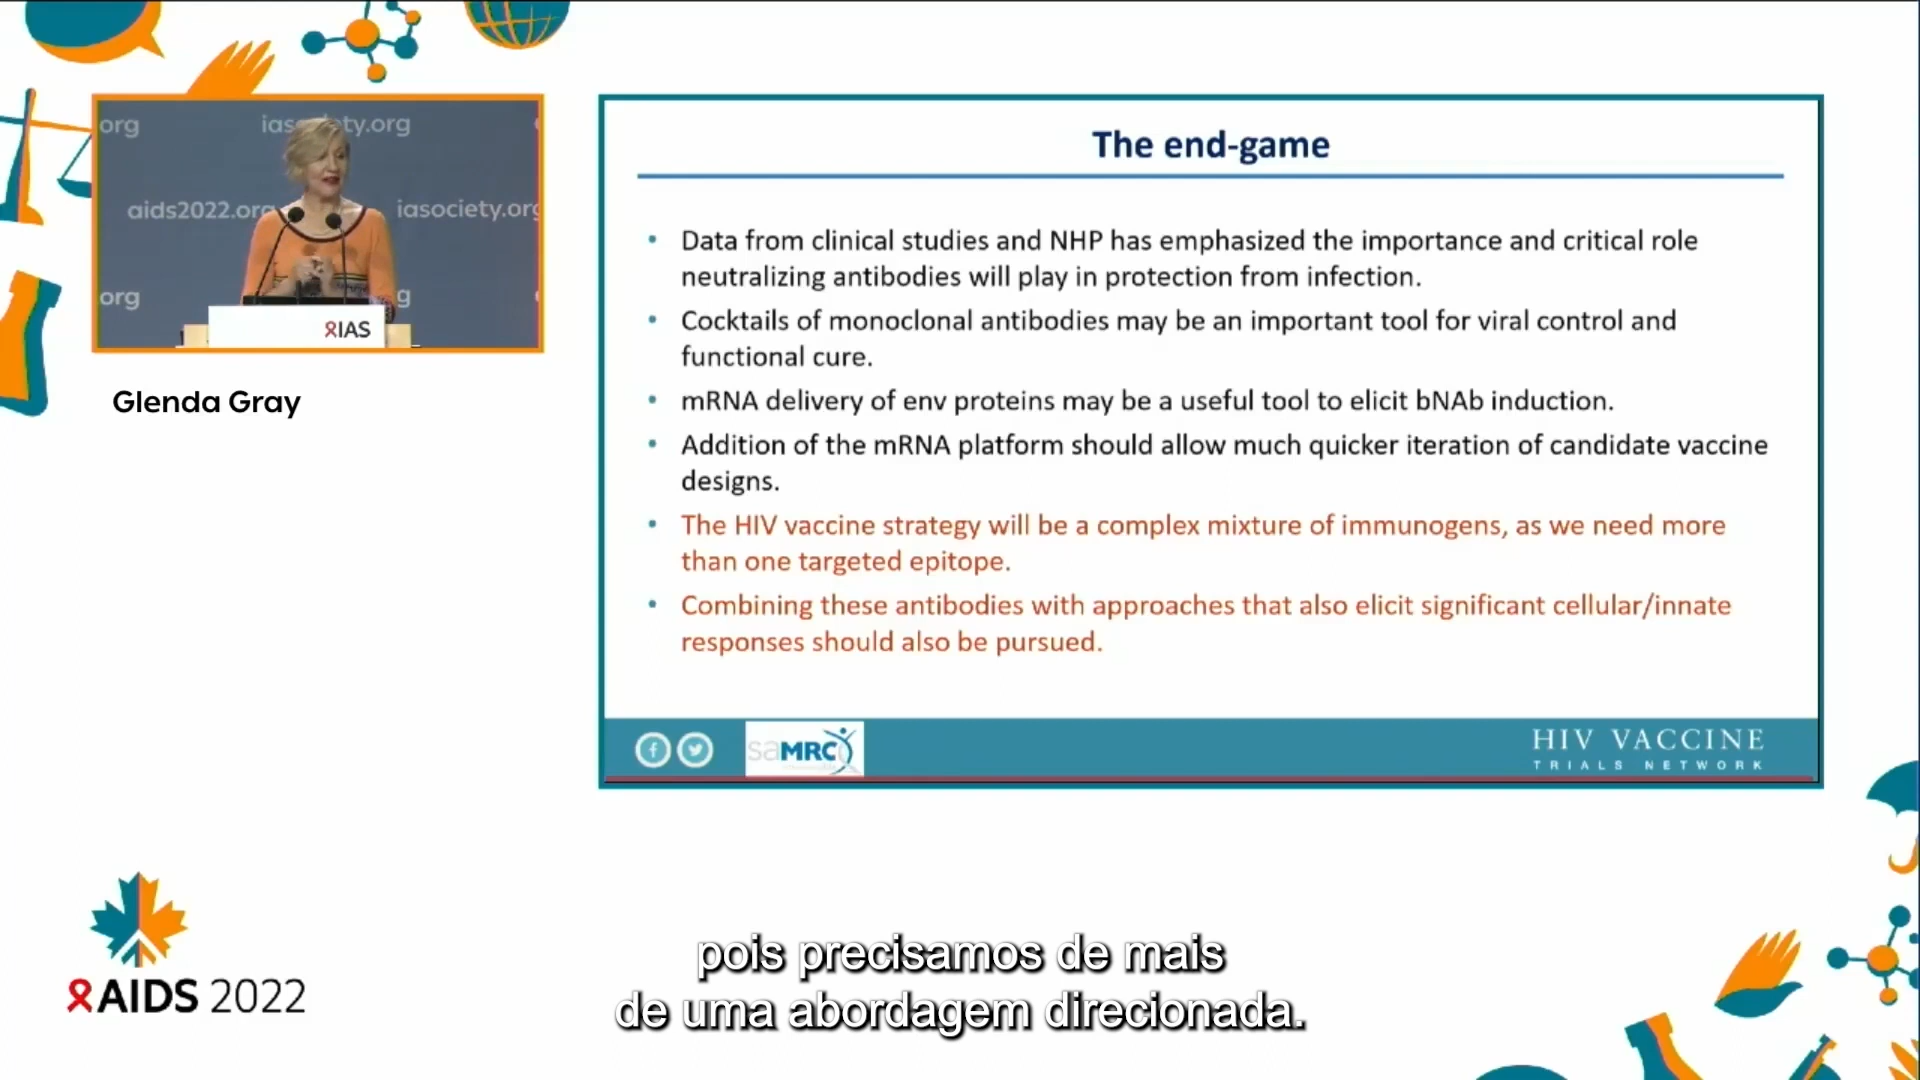 org
iasociety.org
aids2022.org
iasociety.org
org
IAS
Glenda Gray
The end-game
• Data from clinical studies and NHP has emphasized the importance and critical role
neutralizing antibodies will play in protection from infection.
• Cocktails of monoclonal antibodies may be an important tool for viral control and
functional cure.
• mRNA delivery of env proteins may be a useful tool to elicit bNAb induction.
• Addition of the mRNA platform should allow much quicker iteration of candidate vaccine
designs.
• The HIV vaccine strategy will be a complex mixture of immunogens, as we need more
than one targeted epitope.
• Combining these antibodies with approaches that also elicit significant cellular/innate
responses should also be pursued.
saMRC
HIV VACCINE
TRIALS NETWORK
AIDS 2022
pois precisamos de mais
de uma abordagem direcionada.